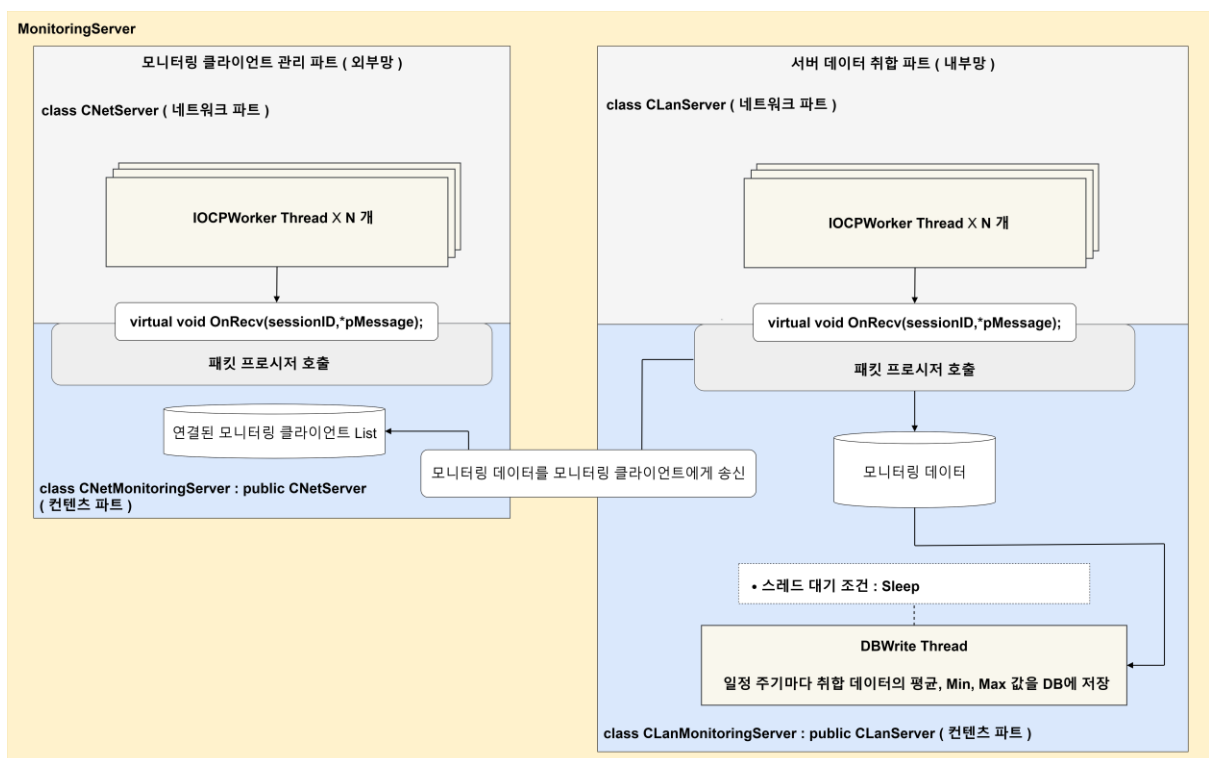 MonitoringServer
모니터링 클라이언트 관리 파트 ( 외부망 )
class CNetServer ( 네트워크 파트 )
IOCPWorker Thread X N 개
virtual void OnRecv(sessionID,*pMessage);
패킷 프로시저 호출
연결된 모니터링 클라이언트 List
class CNetMonitoringServer : public CNetServer
( 컨텐츠 파트 )
모니터링 데이터를 모니터링 클라이언트에게 송신
서버 데이터 취합 파트 ( 내부망 )
class CLanServer ( 네트워크 파트 )
IOCPWorker Thread X N 개
virtual void OnRecv(sessionID,*pMessage);
패킷 프로시저 호출
모니터링 데이터
• 스레드 대기 조건 : Sleep
DBWrite Thread
일정 주기마다 취합 데이터의 평균, Min, Max 값을 DB에 저장
class CLanMonitoringServer : public CLanServer ( 컨텐츠 파트 )